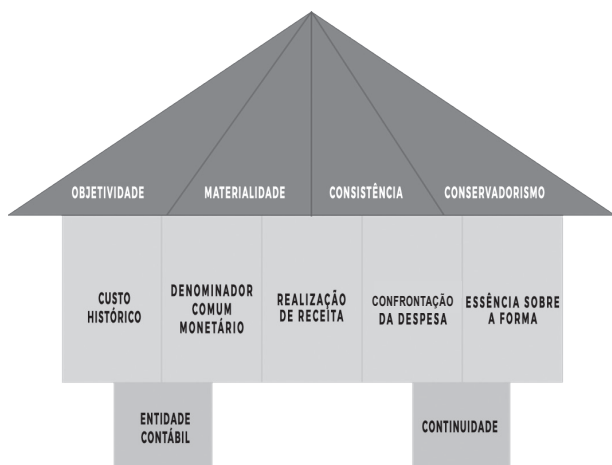 OBJETIVIDADE
MATERIALIDADE
CONSISTÊNCIA
CONSERVADORISMO
CUSTO
HISTÓRICO
DENOMINADOR
COMUM
MONETÁRIO
REALIZAÇÃO
DE RECEITA
CONFRONTAÇÃO
DA DESPESA
ESSÊNCIA SOBRE
A FORMA
ENTIDADE
CONTÁBIL
CONTINUIDADE